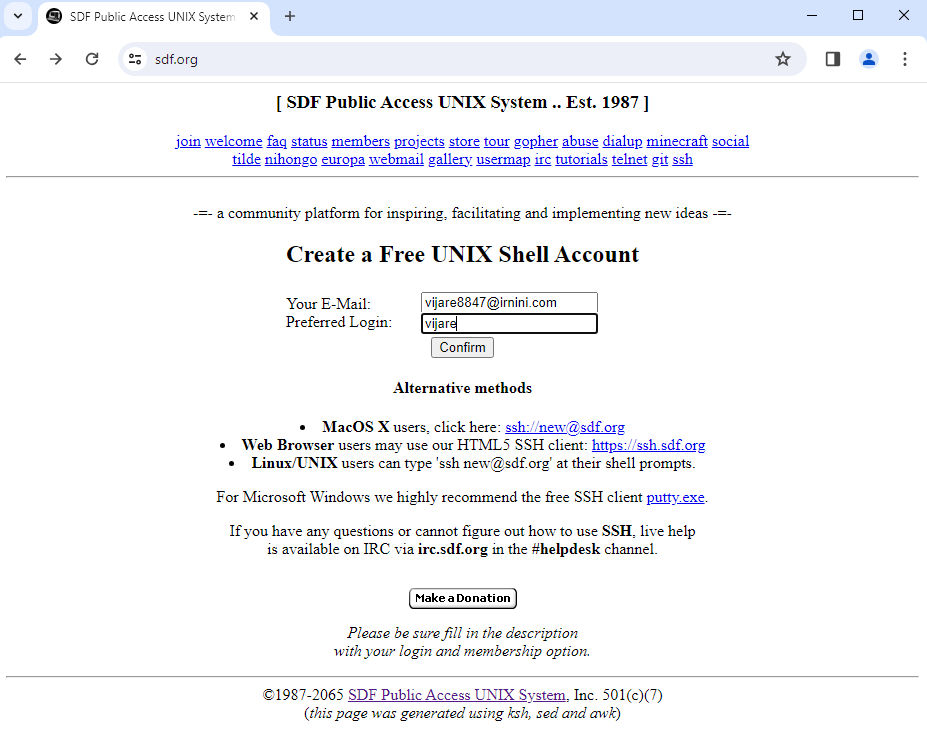 SDF Public Access UNIX System
sdf.org
[ SDF Public Access UNIX System .. Est. 1987 ]
join welcome faq status members projects store tour gopher abuse dialup minecraft social
tilde nihongo europa webmail gallery usermap irc tutorials telnet git ssh
-=- a community platform for inspiring, facilitating and implementing new ideas -=-
Create a Free UNIX Shell Account
Your E-Mail: vijare8847@irnini.com
Preferred Login: vijare
Confirm
Alternative methods
• MacOS X users, click here: ssh://new@sdf.org
• Web Browser users may use our HTML5 SSH client: https://ssh.sdf.org
• Linux/UNIX users can type 'ssh new@sdf.org' at their shell prompts.
For Microsoft Windows we highly recommend the free SSH client putty.exe.
If you have any questions or cannot figure out how to use SSH, live help
is available on IRC via irc.sdf.org in the #helpdesk channel.
Make a Donation
Please be sure fill in the description
with your login and membership option.
©1987-2065 SDF Public Access UNIX System, Inc. 501(c)(7)
(this page was generated using ksh, sed and awk)